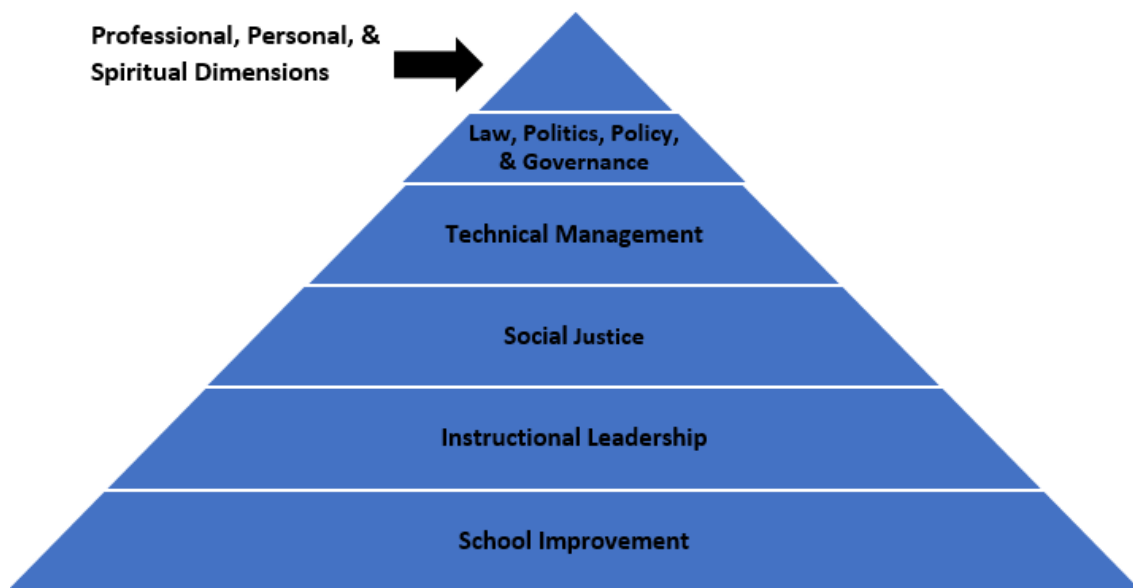 Professional, Personal, &
Spiritual Dimensions
Law, Politics, Policy,
& Governance
Technical Management
Social Justice
Instructional Leadership
School Improvement